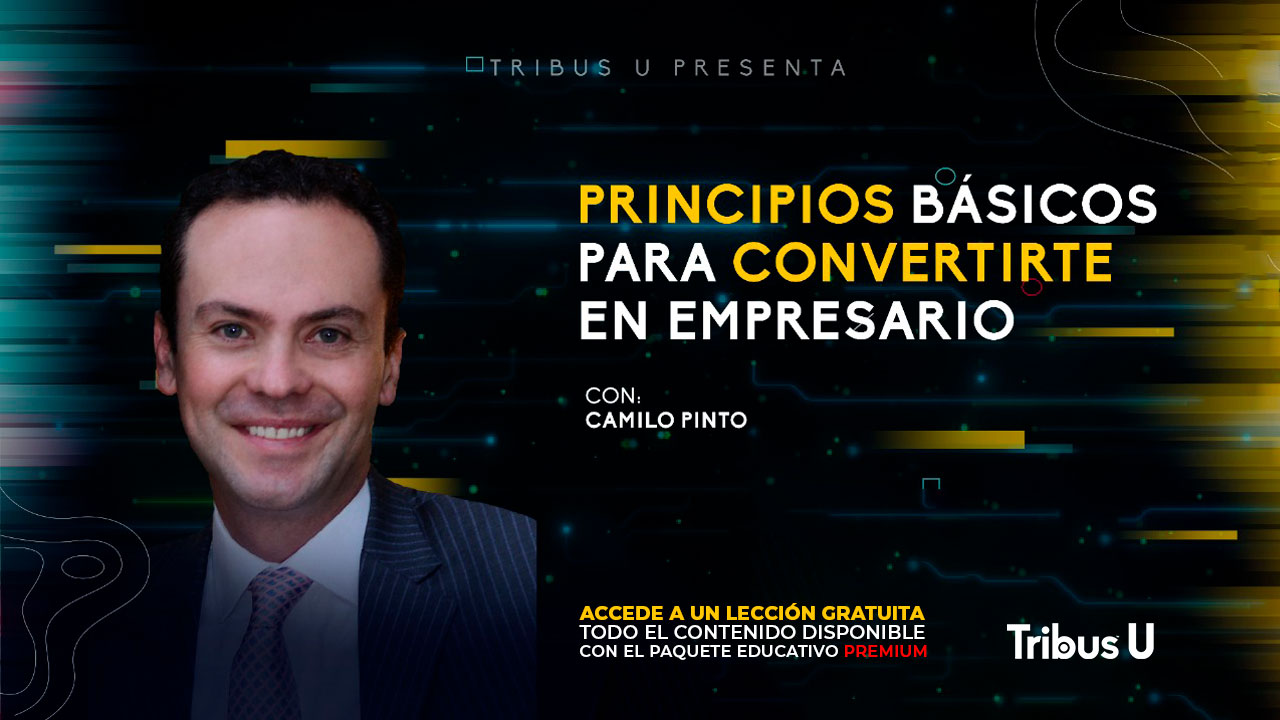 TRIBUS U PRESENTA
PRINCIPIOS BÁSICOS
PARA CONVERTIRTE
EN EMPRESARIO
CON:
CAMILO PINTO
ACCEDE A UN LECCIÓN GRATUITA
TODO EL CONTENIDO DISPONIBLE
CON EL PAQUETE EDUCATIVO PREMIUM
Tribus U